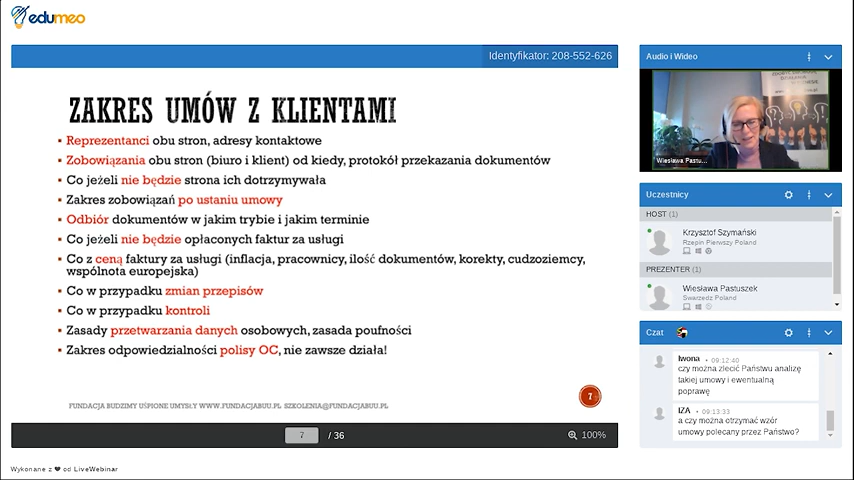 edumeo
Identyfikator: 208-552-626
ZAKRES UMÓW Z KLIENTAMI
Reprezentanci obu stron, adresy kontaktowe
Zobowiązania obu stron (biuro i klient) od kiedy, protokół przekazania dokumentów
Co jeżeli nie będzie strona ich dotrzymywała
Zakres zobowiązań po ustaniu umowy
Odbiór dokumentów w jakim trybie i jakim terminie
Co jeżeli nie będzie opłaconych faktur za usługi
Co z ceną faktury za usługi (inflacja, pracownicy, ilość dokumentów, korekty, cudzoziemcy,
wspólnota europejska)
Co w przypadku zmian przepisów
Co w przypadku kontroli
Zasady przetwarzania danych osobowych, zasada poufności
Zakres odpowiedzialności polisy OC, nie zawsze działa!
FUNDACJA BUDZIMY UŚPIONE UMYSŁY WWW.FUNDACJABUU.PL SZKOLENIA@FUNDACJABUU.PL
7
7 / 36
100%
Wykonane z ❤ od LiveWebinar
Audio i Wideo
Wiesława Pastu...
Uczestnicy
HOST (1)
Krzysztof Szymański
Rzepin Pierwszy Poland
PREZENTER (1)
Wiesława Pastuszek
Swarzedz Poland
Czat
Iwona • 09:12:40
czy można zlecić Państwu analizę
takiej umowy i ewentualną
poprawę
IZA • 09:13:33
a czy można otrzymać wzór
umowy polecany przez Państwo?